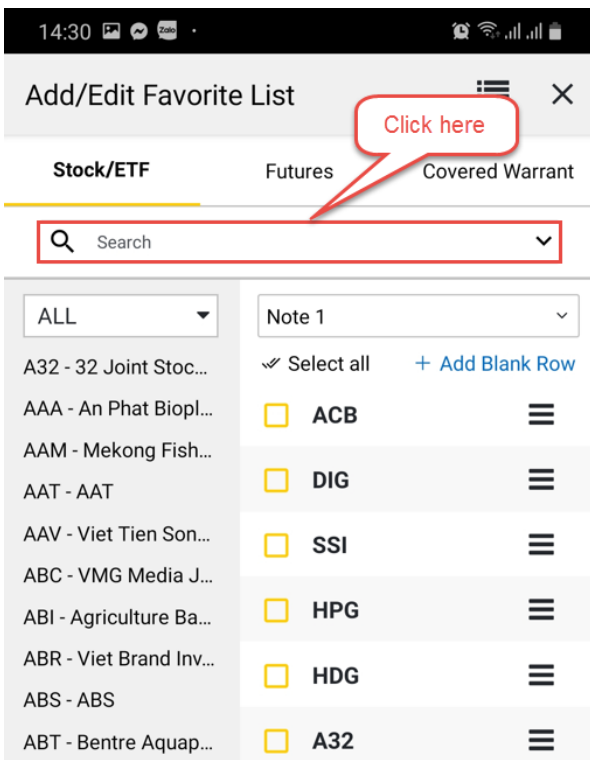 14:30 Zalo
Add/Edit Favorite List
Click here
Stock/ETF Futures Covered Warrant
Search
ALL
A32 - 32 Joint Stoc...
AAA - An Phat Biopl...
AAM - Mekong Fish...
AAT - AAT
AAV - Viet Tien Son...
ABC - VMG Media J...
ABI - Agriculture Ba...
ABR - Viet Brand Inv...
ABS - ABS
ABT - Bentre Aquap...
Note 1
Select all + Add Blank Row
ACB
DIG
SSI
HPG
HDG
A32